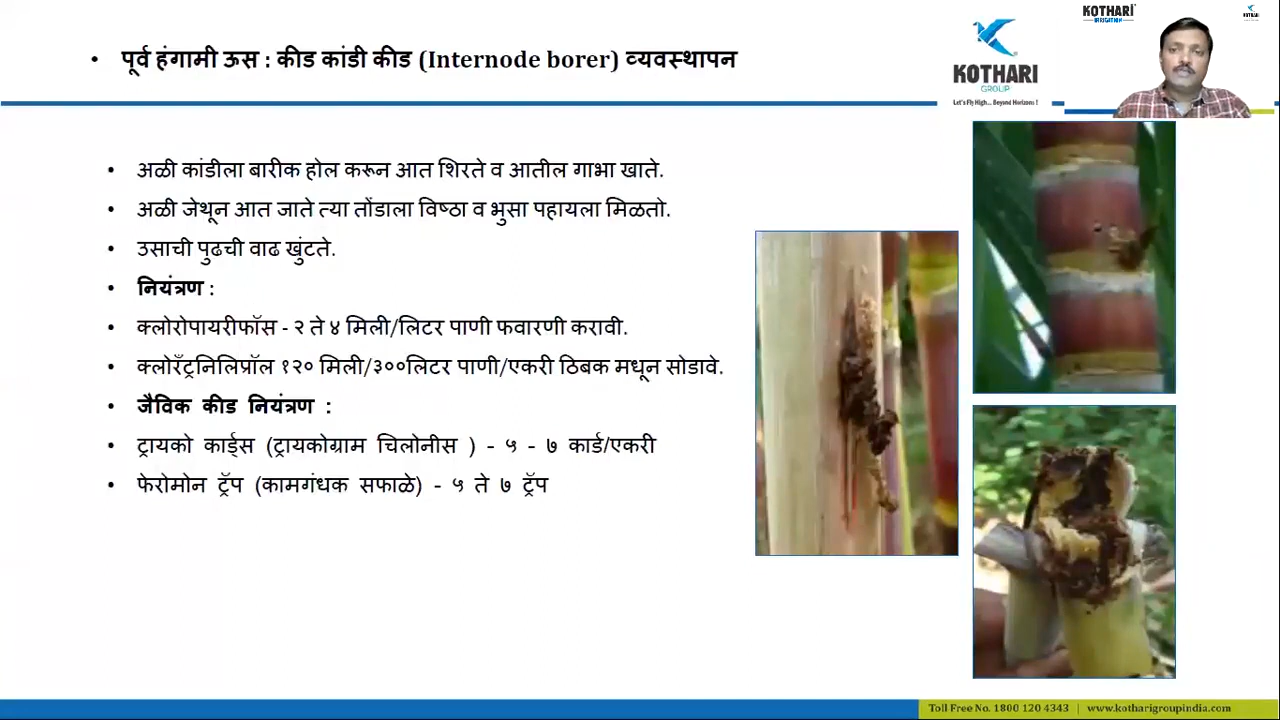 • पूर्व हंगामी ऊस : कीड कांडी कीड (Internode borer) व्यवस्थापन
KOTHARI
GROUP
Let's Fly High... Beyond Horizons !
KOTHARI
IRRIGATION
KOTHARI
• अळी कांडीला बारीक होल करून आत शिरते व आतील गाभा खाते.
• अळी जेथून आत जाते त्या तोंडाला विष्ठा व भुसा पहायला मिळतो.
• उसाची पुढची वाढ खुंटते.
• नियंत्रण :
• क्लोरोपायरीफॉस - २ ते ४ मिली/लिटर पाणी फवारणी करावी.
• क्लोरँट्रनिलिप्रॉल १२० मिली/३००लिटर पाणी/एकरी ठिबक मधून सोडावे.
• जैविक कीड नियंत्रण :
• ट्रायको कार्ड्स (ट्रायकोग्राम चिलोनीस ) - ५ - ७ कार्ड/एकरी
• फेरोमोन ट्रॅप (कामगंधक सफाळे) - ५ ते ७ ट्रॅप
Toll Free No. 1800 120 4343 | www.kotharigroupindia.com